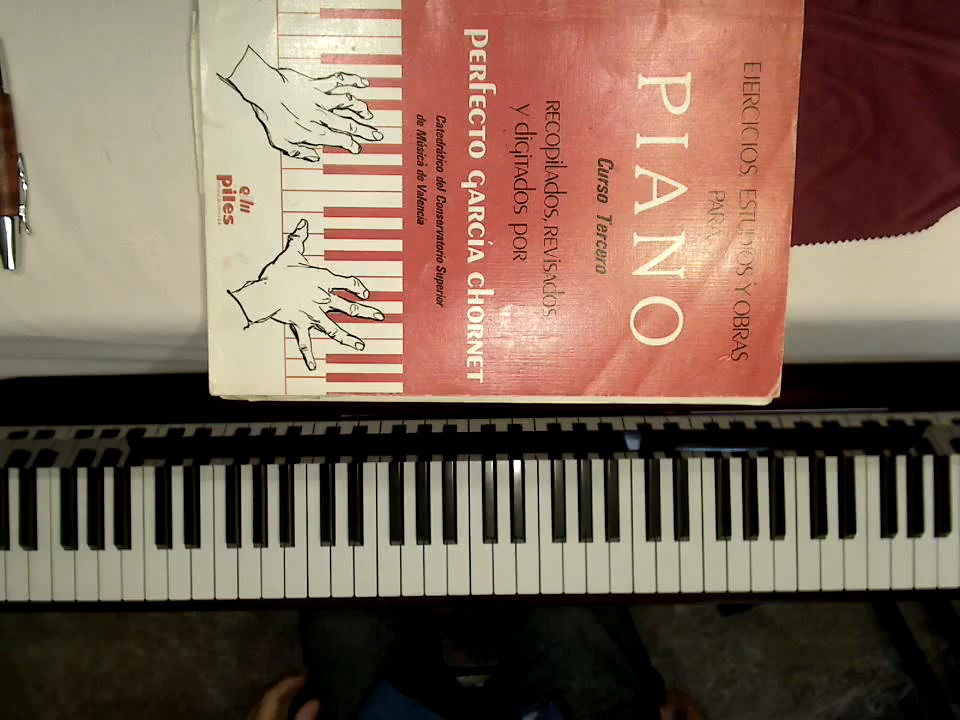 EJERCICIOS, ESTUDIOS Y OBRAS
PARA
PIANO
Curso Tercero
RECOPILADOS, REVISADOS
Y digitados por
PERFECTO GARCÍA CHORNET
Catedrático del Conservatorio Superior
de Música de Valencia
piles